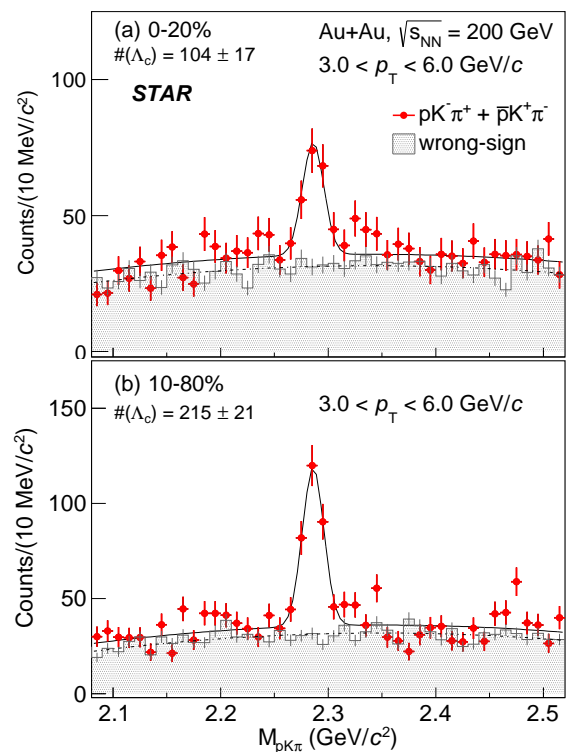 (a) 0-20%
#(Λc) = 104 ± 17
STAR
Au+Au, √sNN = 200 GeV
3.0 < pT < 6.0 GeV/c
pK⁻π⁺ + p̅K⁺π⁻
wrong-sign
Counts/(10 MeV/c²)
100
50
0
(b) 10-80%
#(Λc) = 215 ± 21
3.0 < pT < 6.0 GeV/c
Counts/(10 MeV/c²)
150
100
50
0
2.1 2.2 2.3 2.4 2.5
MpKπ (GeV/c²)